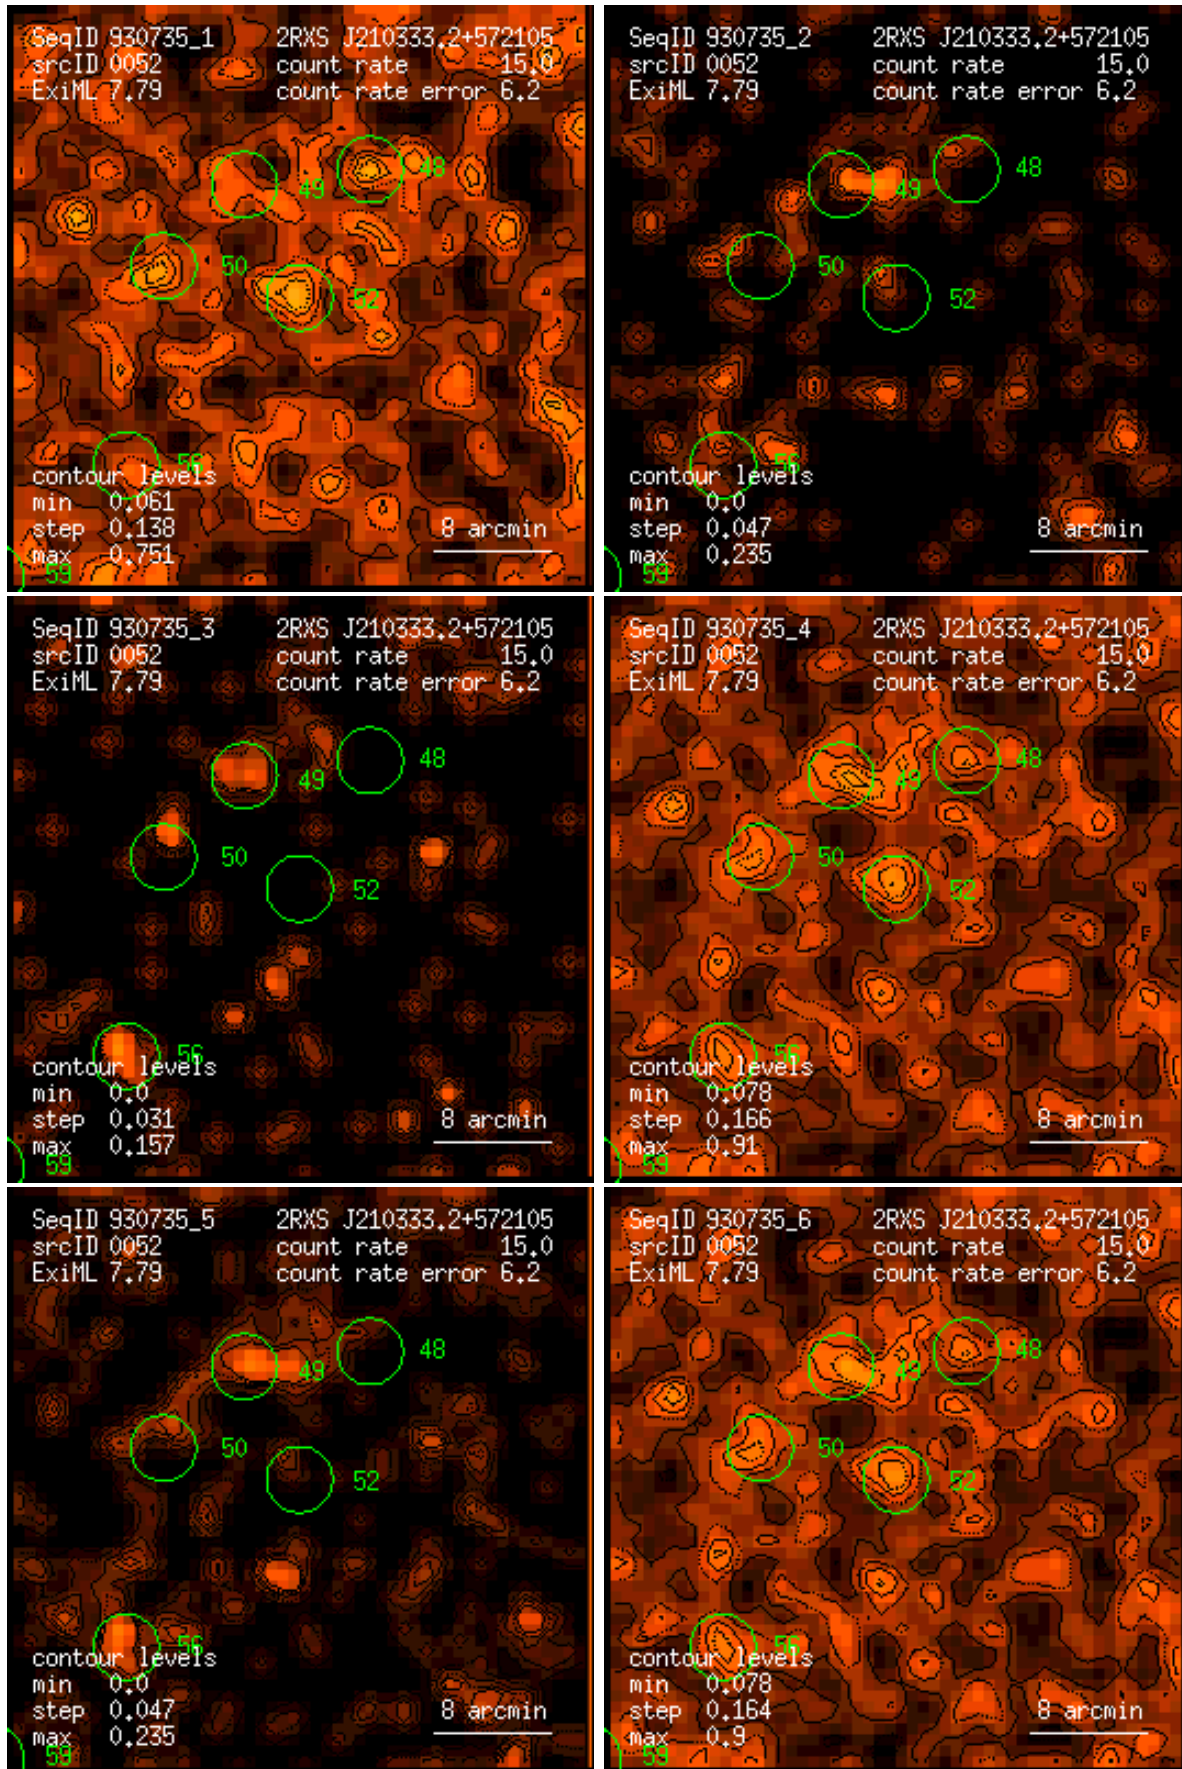 SeqID 930735_1 2RXS J210333.2+572105
srcID 0052 count rate 15.0
ExiML 7.79 count rate error 6.2
48
49
50
52
56
contour levels
min 0.061
step 0.138 8 arcmin
max 0.751
59
SeqID 930735_2 2RXS J210333.2+572105
srcID 0052 count rate 15.0
ExiML 7.79 count rate error 6.2
48
49
50
52
56
contour levels
min 0.0
step 0.047 8 arcmin
max 0.235
59
SeqID 930735_3 2RXS J210333.2+572105
srcID 0052 count rate 15.0
ExiML 7.79 count rate error 6.2
48
49
50
52
56
contour levels
min 0.0
step 0.031 8 arcmin
max 0.157
59
SeqID 930735_4 2RXS J210333.2+572105
srcID 0052 count rate 15.0
ExiML 7.79 count rate error 6.2
48
49
50
52
56
contour levels
min 0.078
step 0.166 8 arcmin
max 0.91
59
SeqID 930735_5 2RXS J210333.2+572105
srcID 0052 count rate 15.0
ExiML 7.79 count rate error 6.2
48
49
50
52
56
contour levels
min 0.0
step 0.047 8 arcmin
max 0.235
59
SeqID 930735_6 2RXS J210333.2+572105
srcID 0052 count rate 15.0
ExiML 7.79 count rate error 6.2
48
49
50
52
56
contour levels
min 0.078
step 0.164 8 arcmin
max 0.9
59